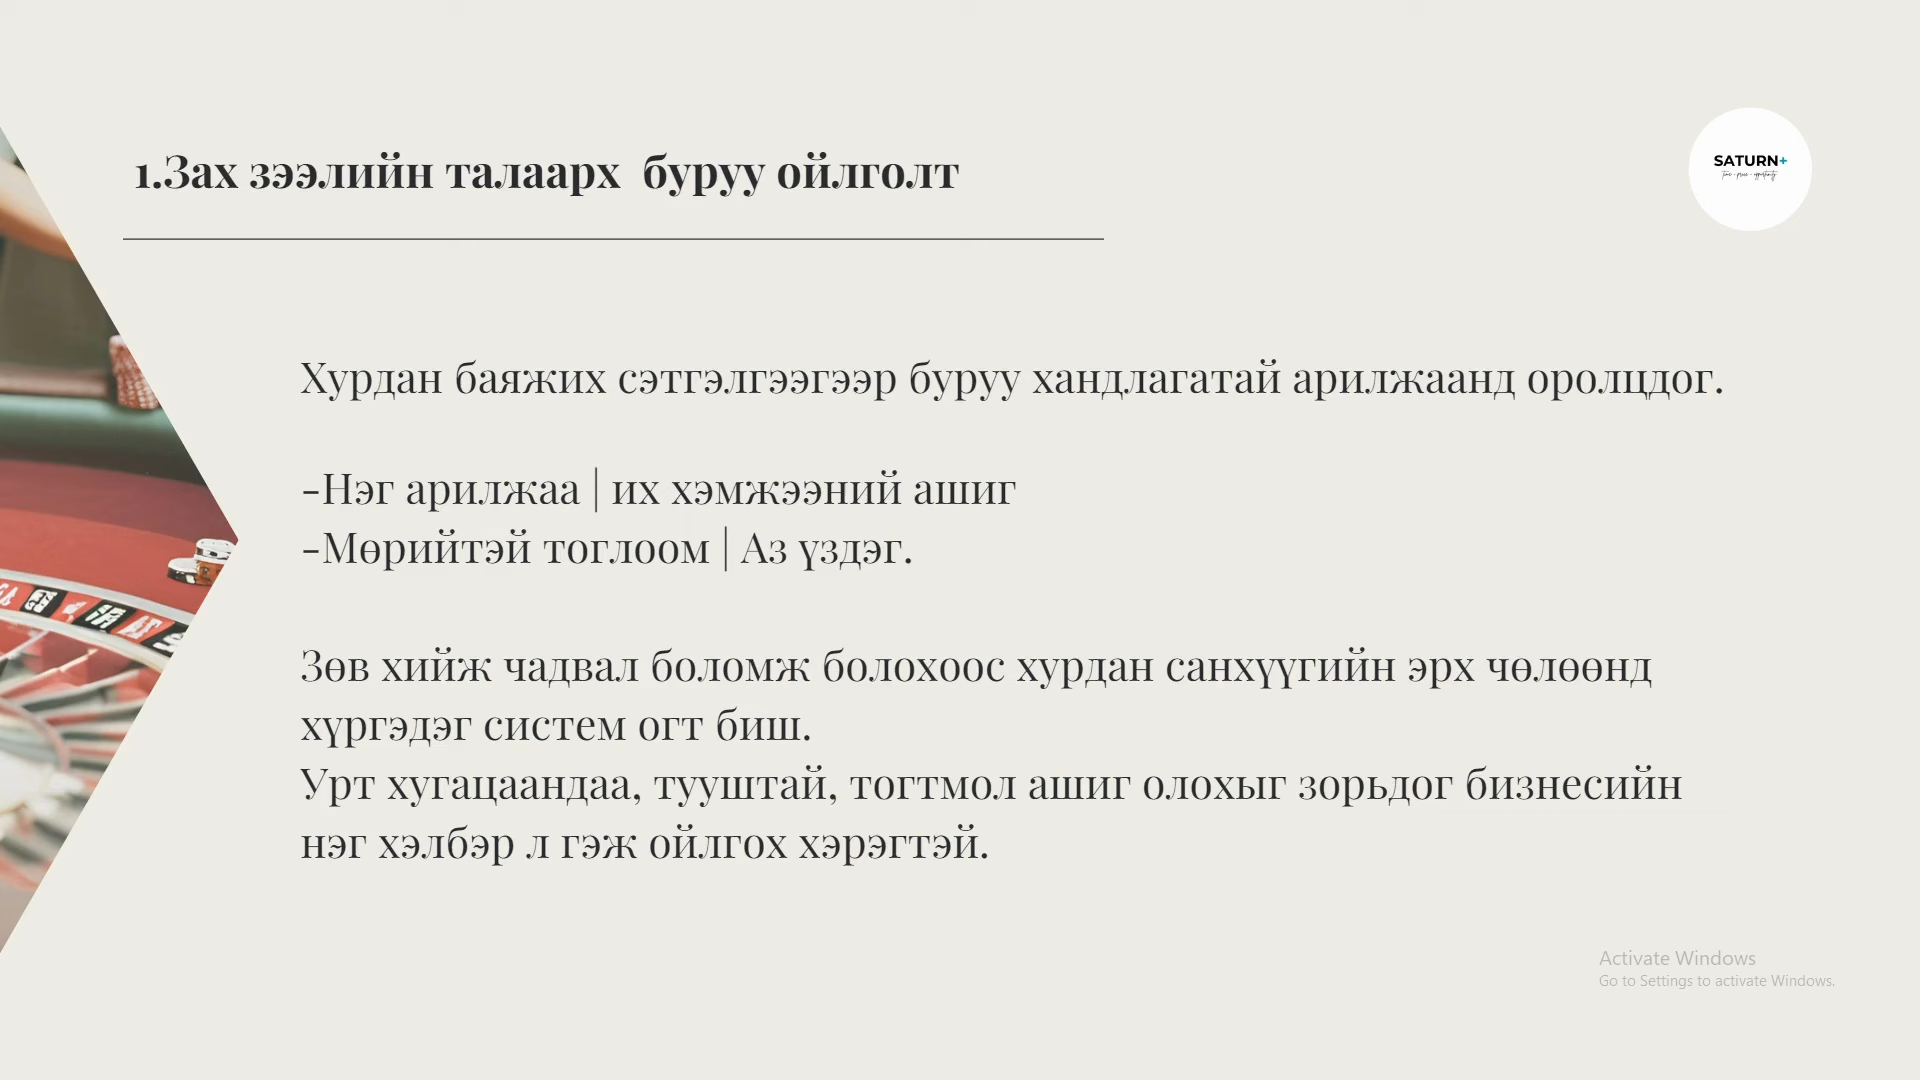 1.Зах зээлийн талаарх  буруу ойлголт
SATURN+
time - price - opportunity
Хурдан баяжих сэтгэлгээгээр буруу хандлагатай арилжаанд оролцдог.
-Нэг арилжаа | их хэмжээний ашиг
-Мөрийтэй тоглоом | Аз үздэг.
Зөв хийж чадвал боломж болохоос хурдан санхүүгийн эрх чөлөөнд
хүргэдэг систем огт биш.
Урт хугацаандаа, тууштай, тогтмол ашиг олохыг зорьдог бизнесийн
нэг хэлбэр л гэж ойлгох хэрэгтэй.
Activate Windows
Go to Settings to activate Windows.